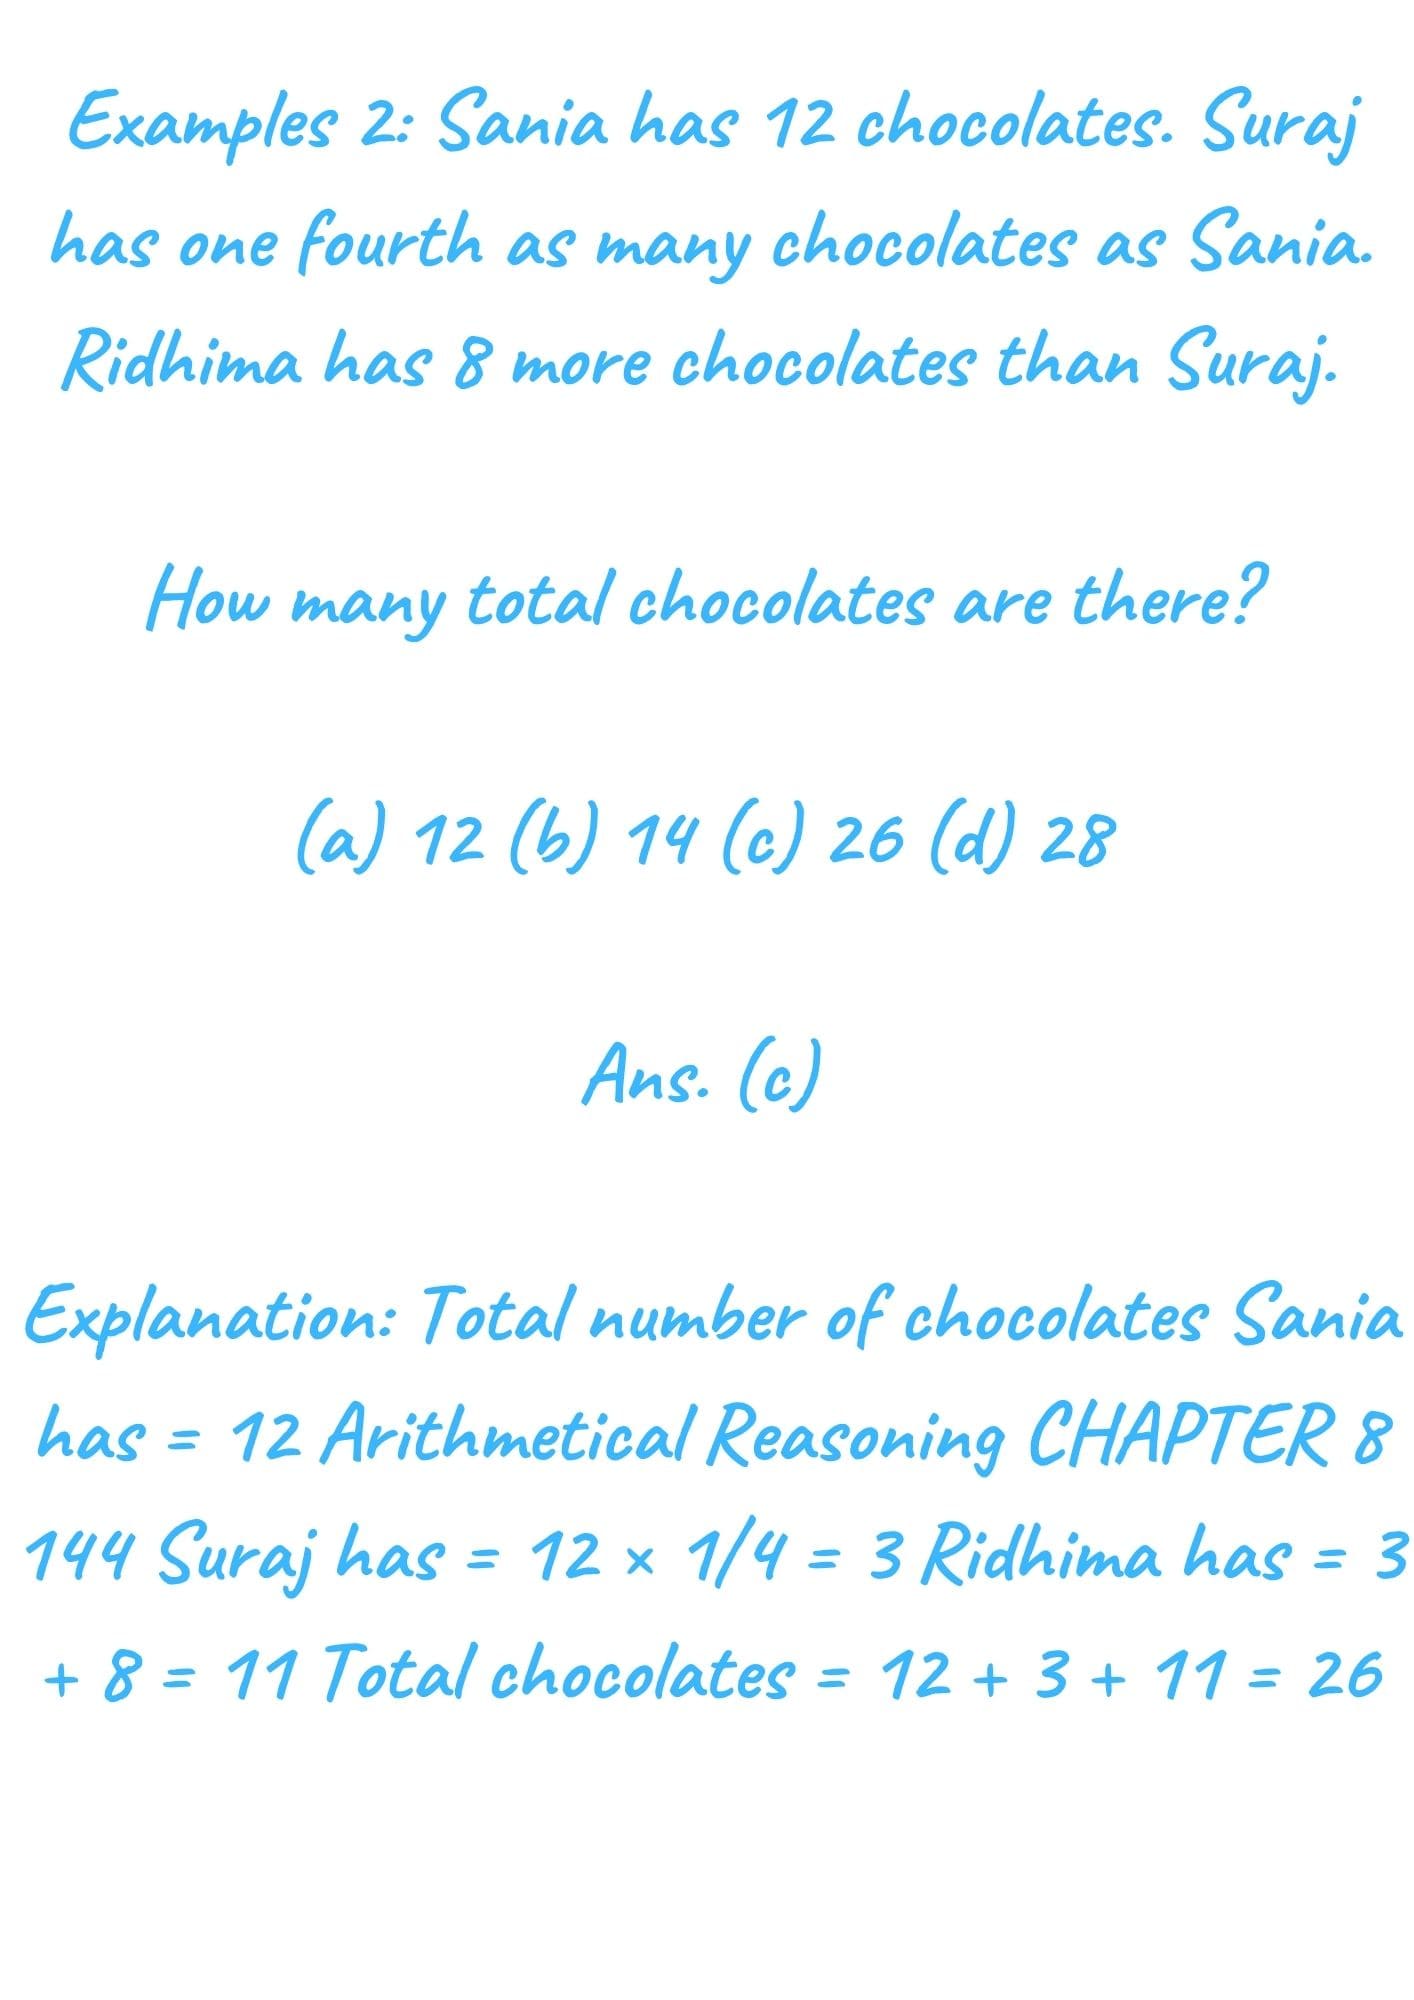 Examples 2: Sania has 12 chocolates. Suraj
has one fourth as many chocolates as Sania.
Ridhima has 8 more chocolates than Suraj.
How many total chocolates are there?
(a) 12 (b) 14 (c) 26 (d) 28
Ans. (c)
Explanation: Total number of chocolates Sania
has = 12 Arithmetical Reasoning CHAPTER 8
144 Suraj has = 12 × 1/4 = 3 Ridhima has = 3
+ 8 = 11 Total chocolates = 12 + 3 + 11 = 26